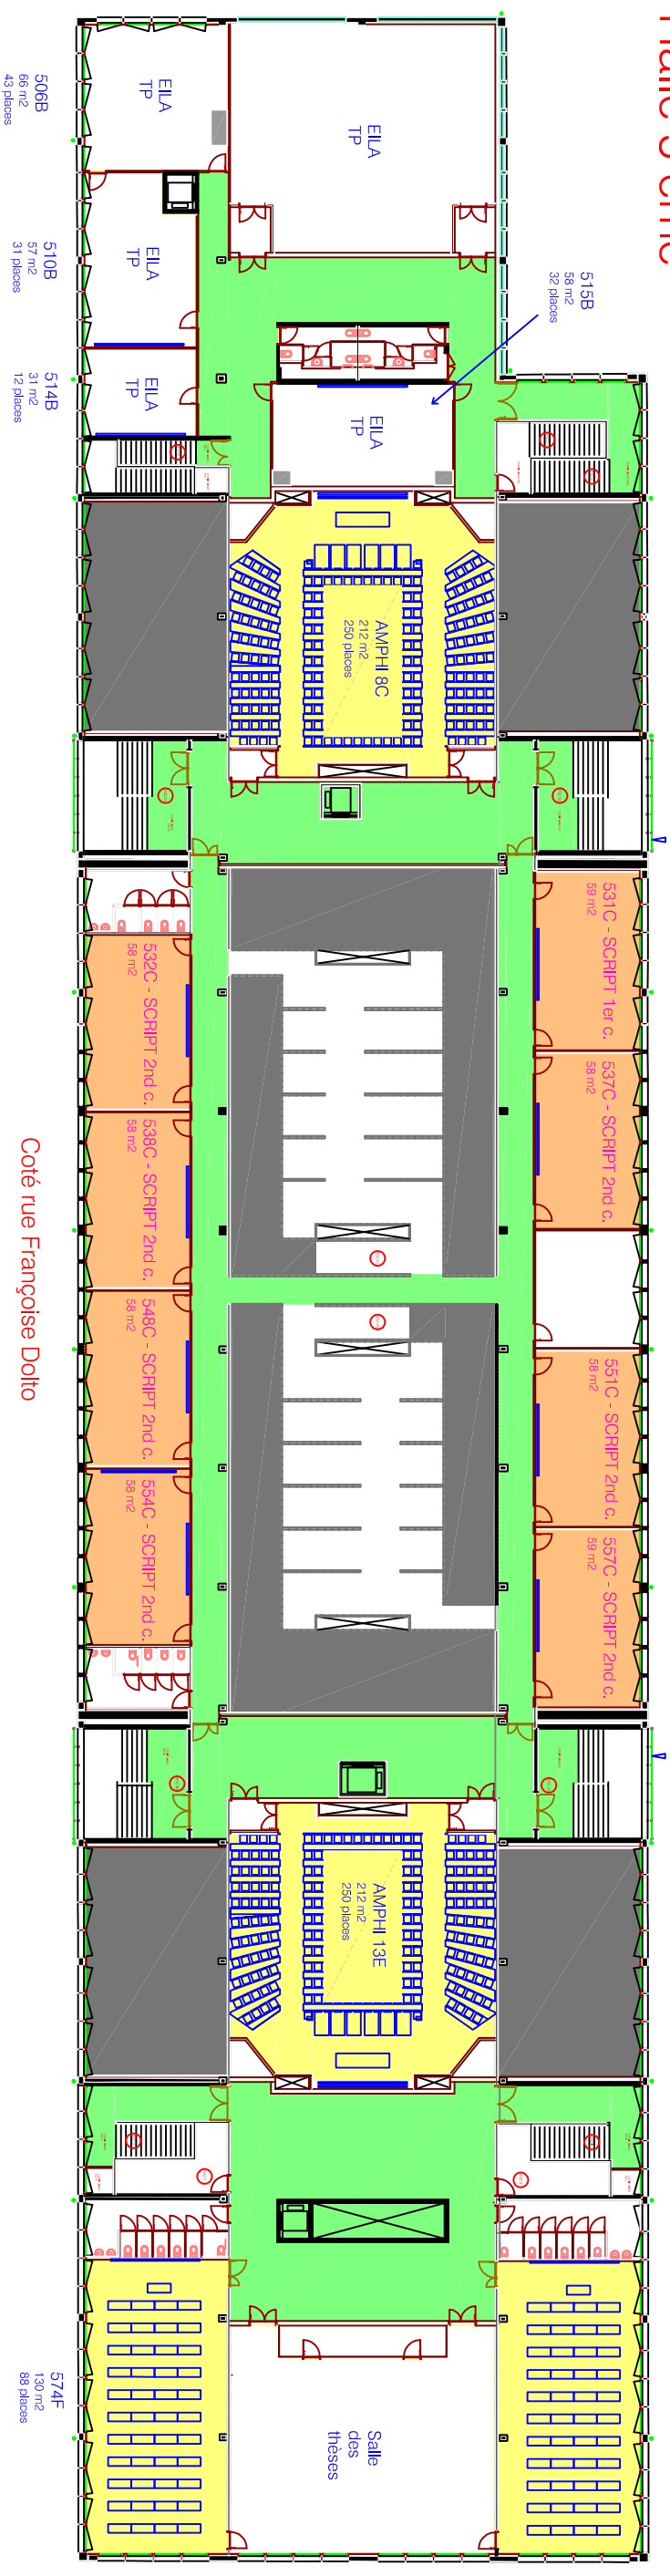 EILA
TP
506B
66 m2
43 places
EILA
TP
EILA
TP
510B
57 m2
31 places
EILA
TP
514B
31 m2
12 places
515B
58 m2
32 places
EILA
TP
AMPHI 8C
212 m2
250 places
531C - SCRIPT 1er c.
59 m2
532C - SCRIPT 2nd c.
58 m2
537C - SCRIPT 2nd c.
58 m2
538C - SCRIPT 2nd c.
58 m2
548C - SCRIPT 2nd c.
58 m2
551C - SCRIPT 2nd c.
58 m2
554C - SCRIPT 2nd c.
58 m2
557C - SCRIPT 2nd c.
59 m2
Coté rue Françoise Dolto
AMPHI 13E
212 m2
250 places
Salle
des
thèses
574F
130 m2
88 places